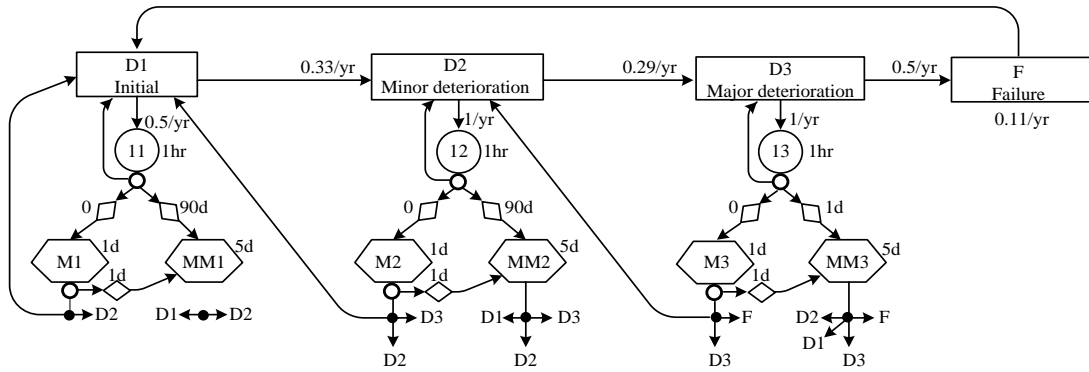 D1
Initial
0.33/yr
D2
Minor deterioration
0.29/yr
D3
Major deterioration
0.5/yr
F
Failure
0.11/yr
0.5/yr
1/yr
1/yr
11
1hr
12
1hr
13
1hr
0
90d
0
90d
0
1d
M1
1d
MM1
5d
1d
M2
1d
MM2
5d
1d
M3
1d
MM3
5d
1d
D2
D1
D2
D3
D1
D3
F
D2
F
D1
D2
D2
D3
D3